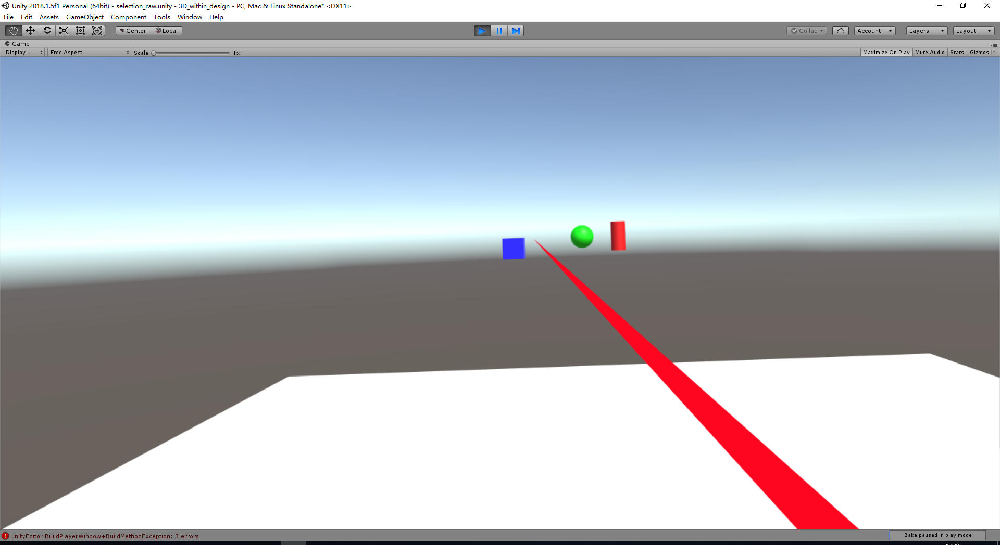 Unity 2018.1.5f1 Personal (64bit) - selection_raw.unity - 3D_within_design - PC, Mac & Linux Standalone* <DX11>
File Edit Assets GameObject Component Tools Window Help
Center Local Collab Account Layers Layout
Game
Display 1 Free Aspect Scale 1x Maximize On Play Mute Audio Stats Gizmos
UnityEditor.BuildPlayerWindow+BuildMethodException: 3 errors
Bake paused in play mode